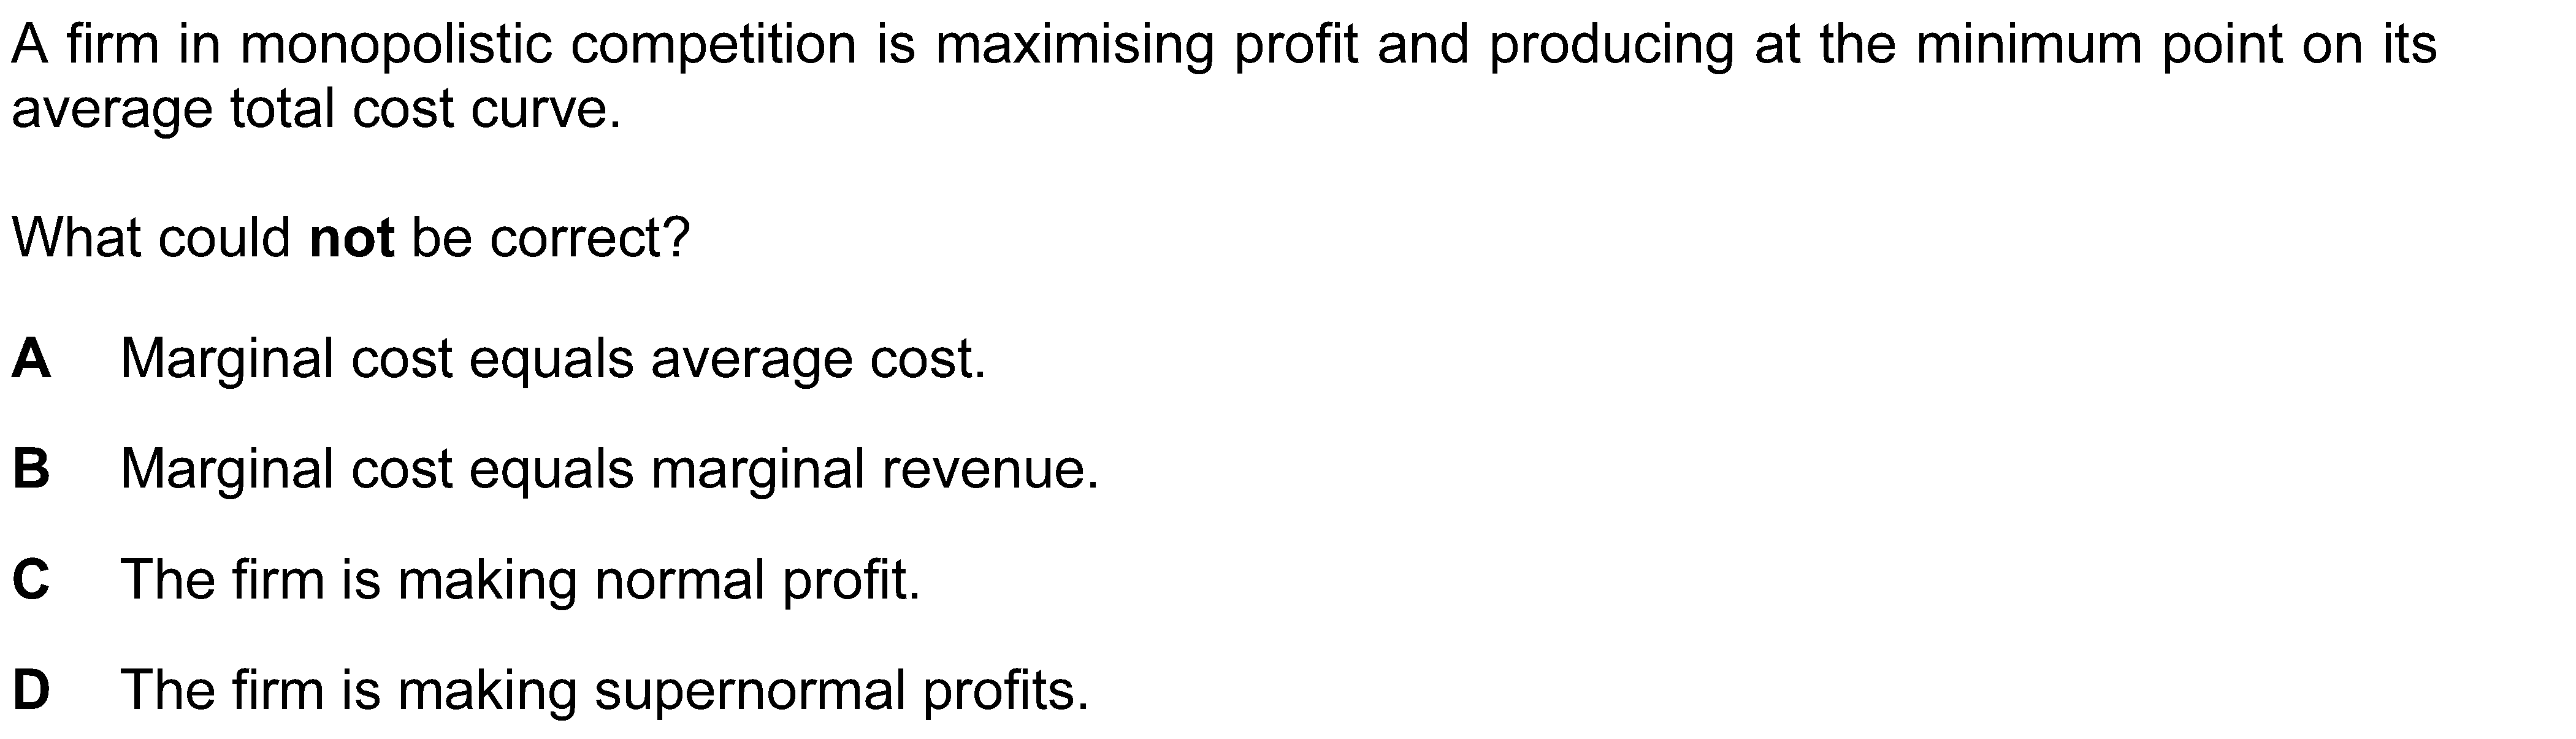 A firm in monopolistic competition is maximising profit and producing at the minimum point on its
average total cost curve.
What could not be correct?
A Marginal cost equals average cost.
B Marginal cost equals marginal revenue.
C The firm is making normal profit.
D The firm is making supernormal profits.